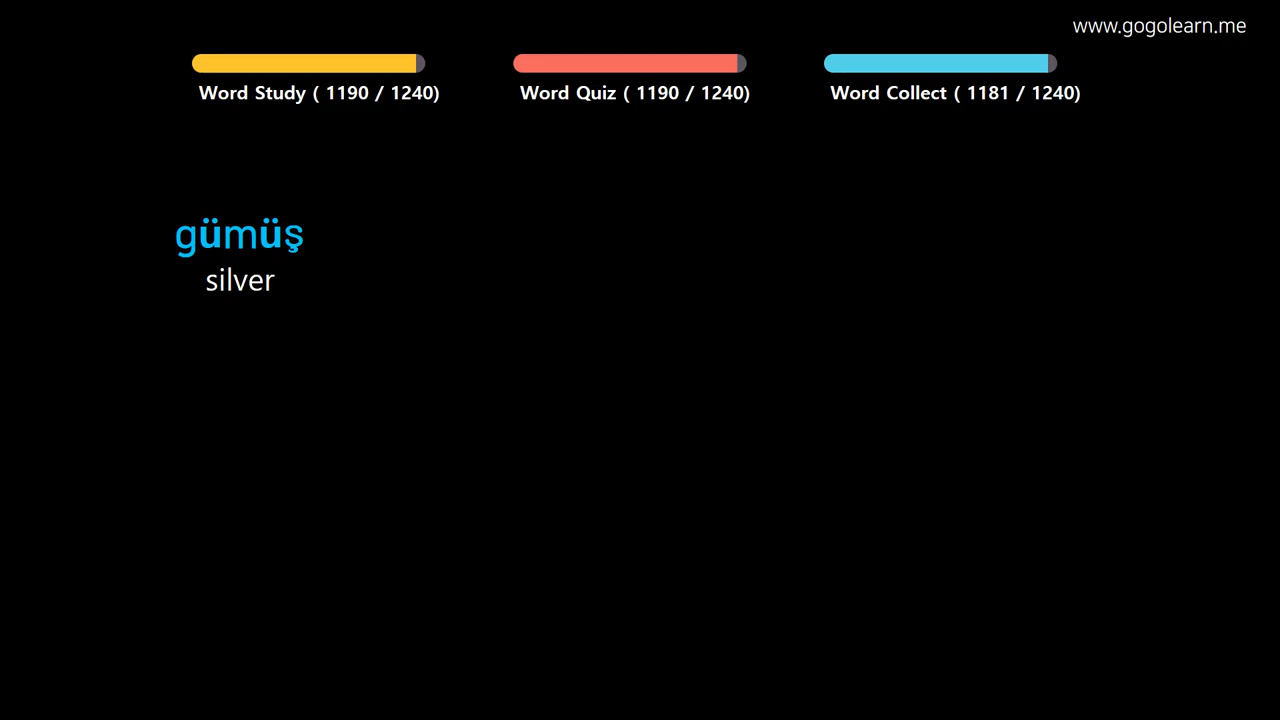 www.gogolearn.me
Word Study ( 1190 / 1240)
Word Quiz ( 1190 / 1240)
Word Collect ( 1181 / 1240)
gümüş
silver